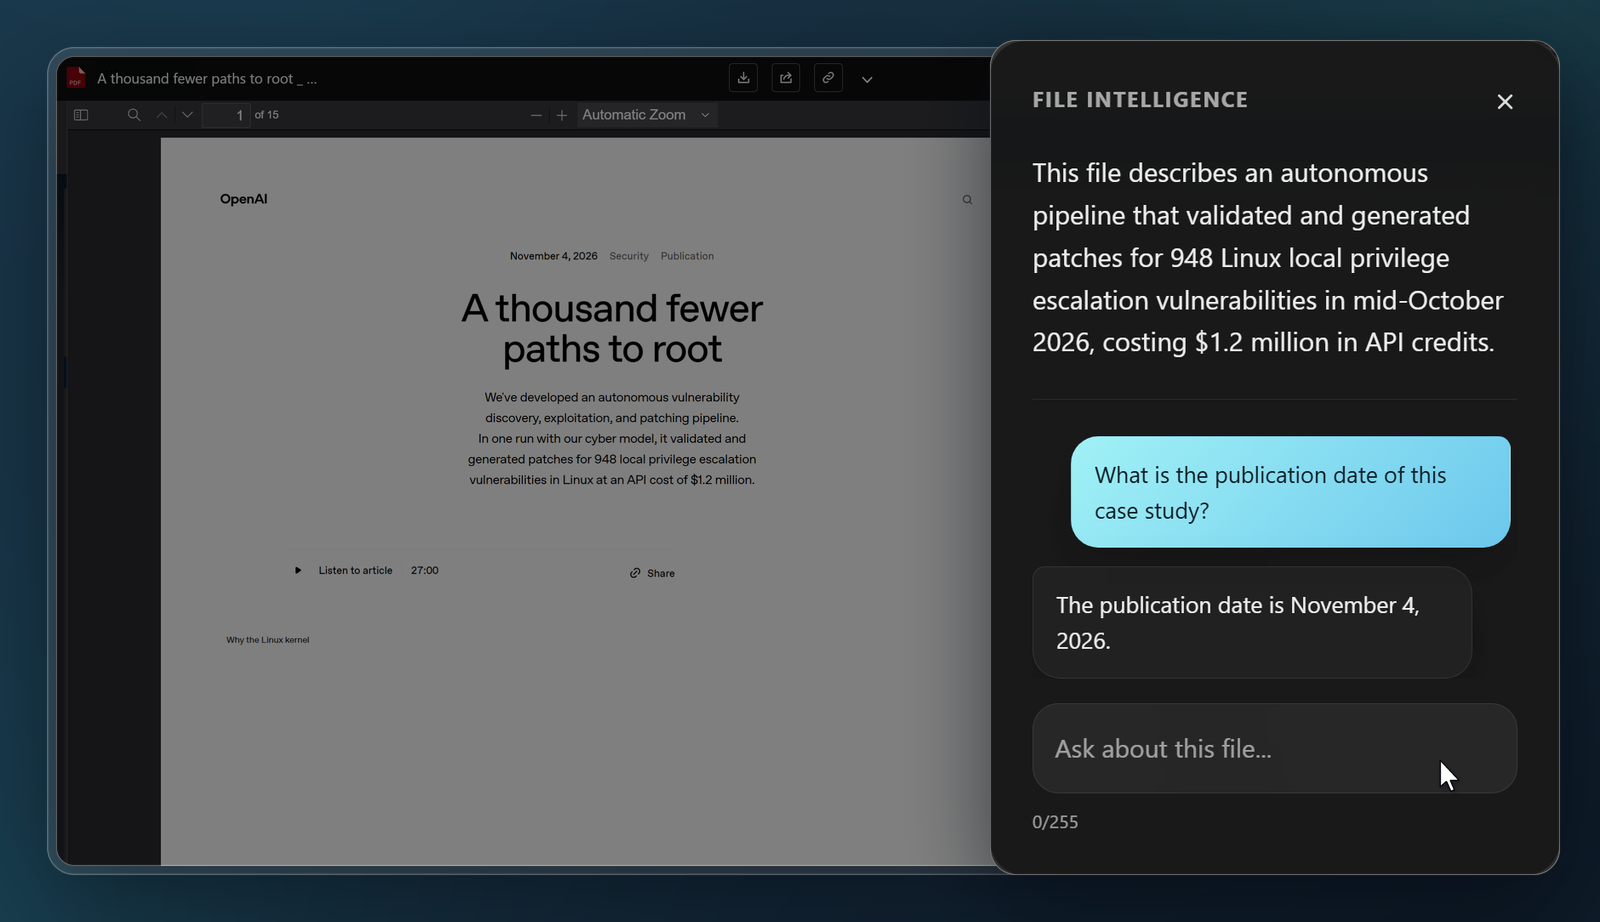 A thousand fewer paths to root _ ...
1 of 15
Automatic Zoom
OpenAI
November 4, 2026 Security Publication
A thousand fewer
paths to root
We've developed an autonomous vulnerability
discovery, exploitation, and patching pipeline.
In one run with our cyber model, it validated and
generated patches for 948 local privilege escalation
vulnerabilities in Linux at an API cost of $1.2 million.
Listen to article 27:00
Share
Why the Linux kernel
FILE INTELLIGENCE
This file describes an autonomous
pipeline that validated and generated
patches for 948 Linux local privilege
escalation vulnerabilities in mid-October
2026, costing $1.2 million in API credits.
What is the publication date of this
case study?
The publication date is November 4,
2026.
Ask about this file...
0/255